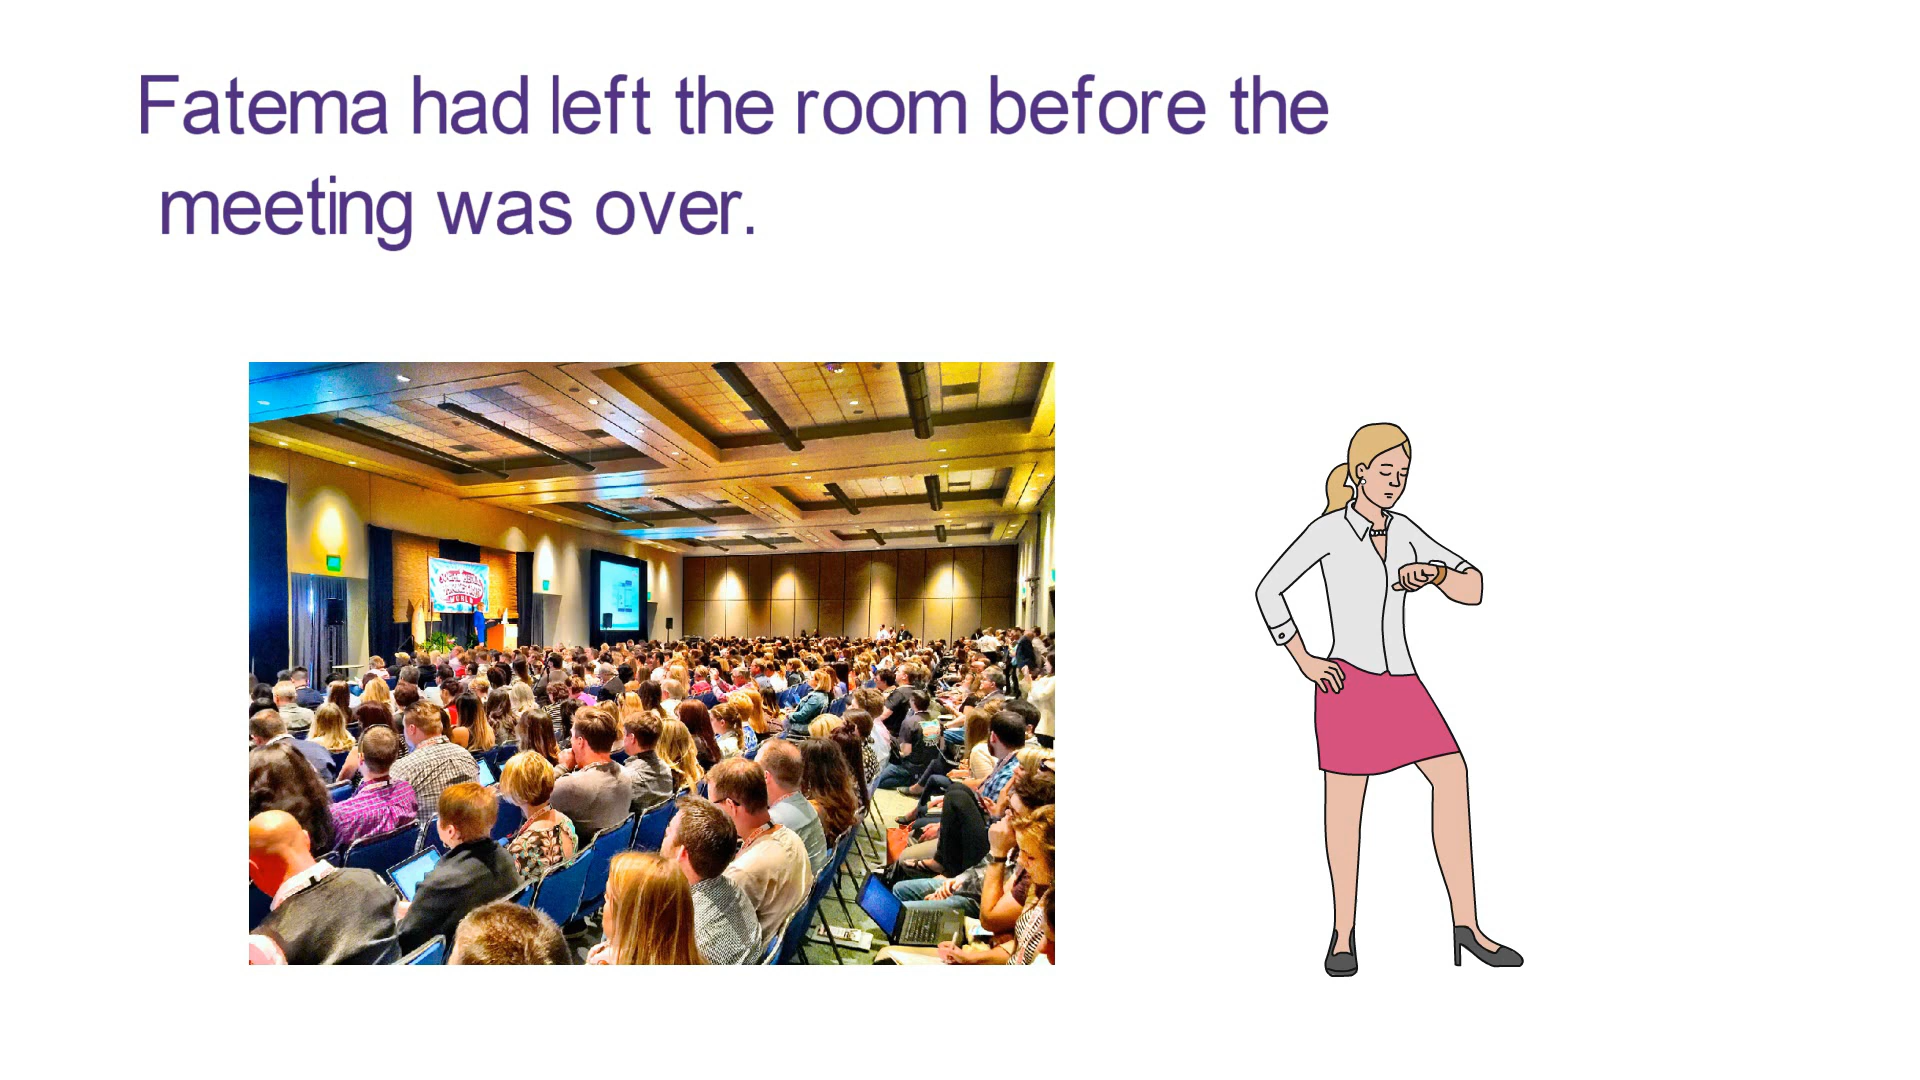 Fatema had left the room before the
meeting was over.